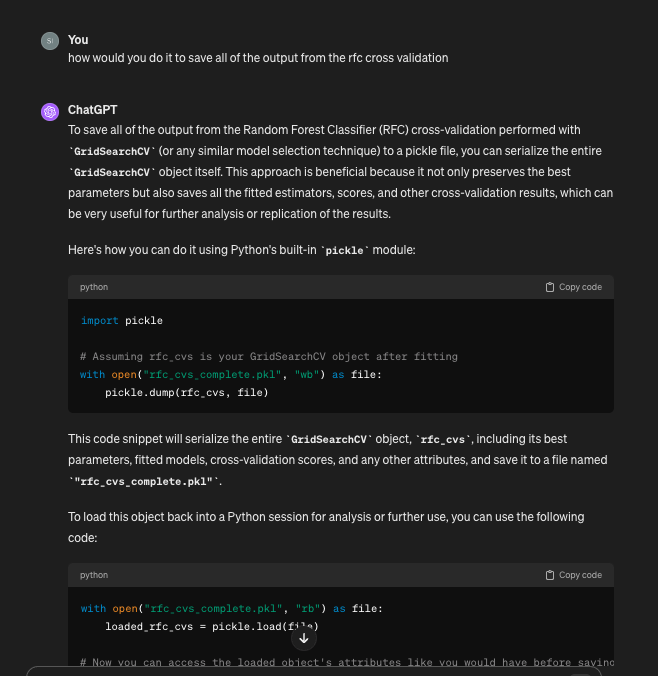 SI You
how would you do it to save all of the output from the rfc cross validation
ChatGPT
To save all of the output from the Random Forest Classifier (RFC) cross-validation performed with
`GridSearchCV` (or any similar model selection technique) to a pickle file, you can serialize the entire
`GridSearchCV` object itself. This approach is beneficial because it not only preserves the best
parameters but also saves all the fitted estimators, scores, and other cross-validation results, which can
be very useful for further analysis or replication of the results.
Here's how you can do it using Python's built-in `pickle` module:
python Copy code
import pickle
# Assuming rfc_cvs is your GridSearchCV object after fitting
with open("rfc_cvs_complete.pkl", "wb") as file:
    pickle.dump(rfc_cvs, file)
This code snippet will serialize the entire `GridSearchCV` object, `rfc_cvs`, including its best
parameters, fitted models, cross-validation scores, and any other attributes, and save it to a file named
`"rfc_cvs_complete.pkl"`.
To load this object back into a Python session for analysis or further use, you can use the following
code:
python Copy code
with open("rfc_cvs_complete.pkl", "rb") as file:
    loaded_rfc_cvs = pickle.load(file)
# Now you can access the loaded object's attributes like you would have before saving